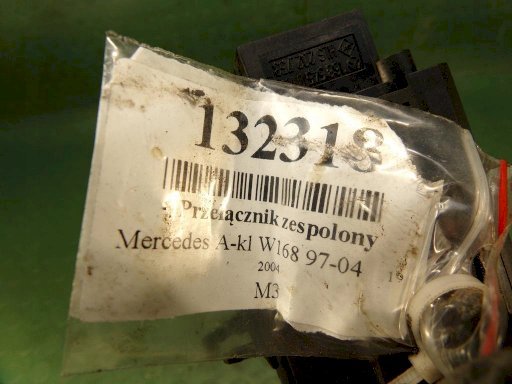 132318
Przełącznik zespolony
Mercedes A-kl W168 97-04
2004
M3